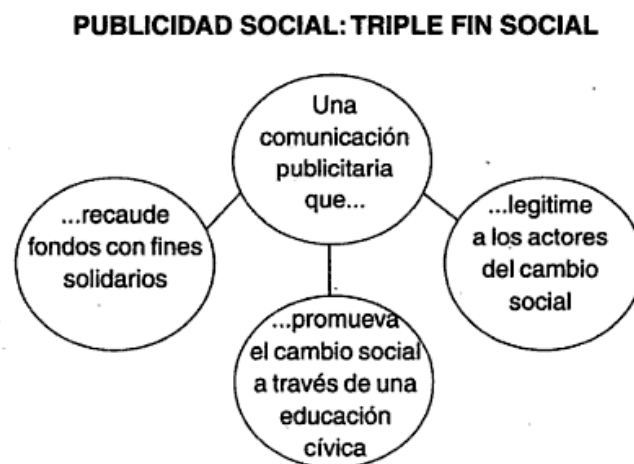 PUBLICIDAD SOCIAL: TRIPLE FIN SOCIAL
Una
comunicación
publicitaria
que...
...recaude
fondos con fines
solidarios
...promueva
el cambio social
a través de una
educación
cívica
...legitime
a los actores
del cambio
social